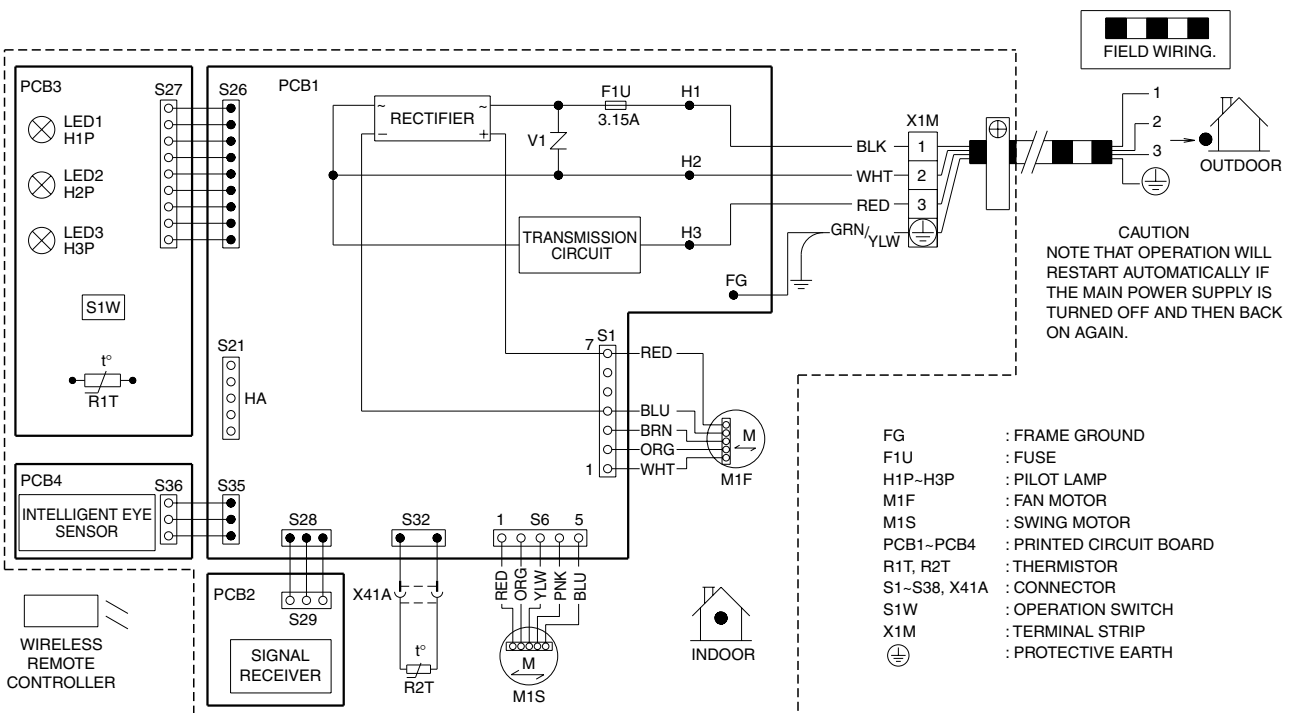 FIELD WIRING.
PCB3
S27
S26
PCB1
LED1
H1P
LED2
H2P
LED3
H3P
S1W
t°
R1T
~
RECTIFIER
~
−
+
V1
F1U
3.15A
H1
H2
H3
TRANSMISSION
CIRCUIT
FG
X1M
BLK
1
WHT
2
RED
3
GRN/
YLW
1
2
3
OUTDOOR
CAUTION
NOTE THAT OPERATION WILL
RESTART AUTOMATICALLY IF
THE MAIN POWER SUPPLY IS
TURNED OFF AND THEN BACK
ON AGAIN.
S21
HA
S1
7
RED
BLU
BRN
ORG
1
WHT
M
M1F
PCB4
S36
S35
INTELLIGENT EYE
SENSOR
S28
S32
1
S6
5
RED
ORG
YLW
PNK
BLU
PCB2
S29
SIGNAL
RECEIVER
X41A
t°
R2T
M
M1S
INDOOR
WIRELESS
REMOTE
CONTROLLER
FG : FRAME GROUND
F1U : FUSE
H1P~H3P : PILOT LAMP
M1F : FAN MOTOR
M1S : SWING MOTOR
PCB1~PCB4 : PRINTED CIRCUIT BOARD
R1T, R2T : THERMISTOR
S1~S38, X41A : CONNECTOR
S1W : OPERATION SWITCH
X1M : TERMINAL STRIP
: PROTECTIVE EARTH